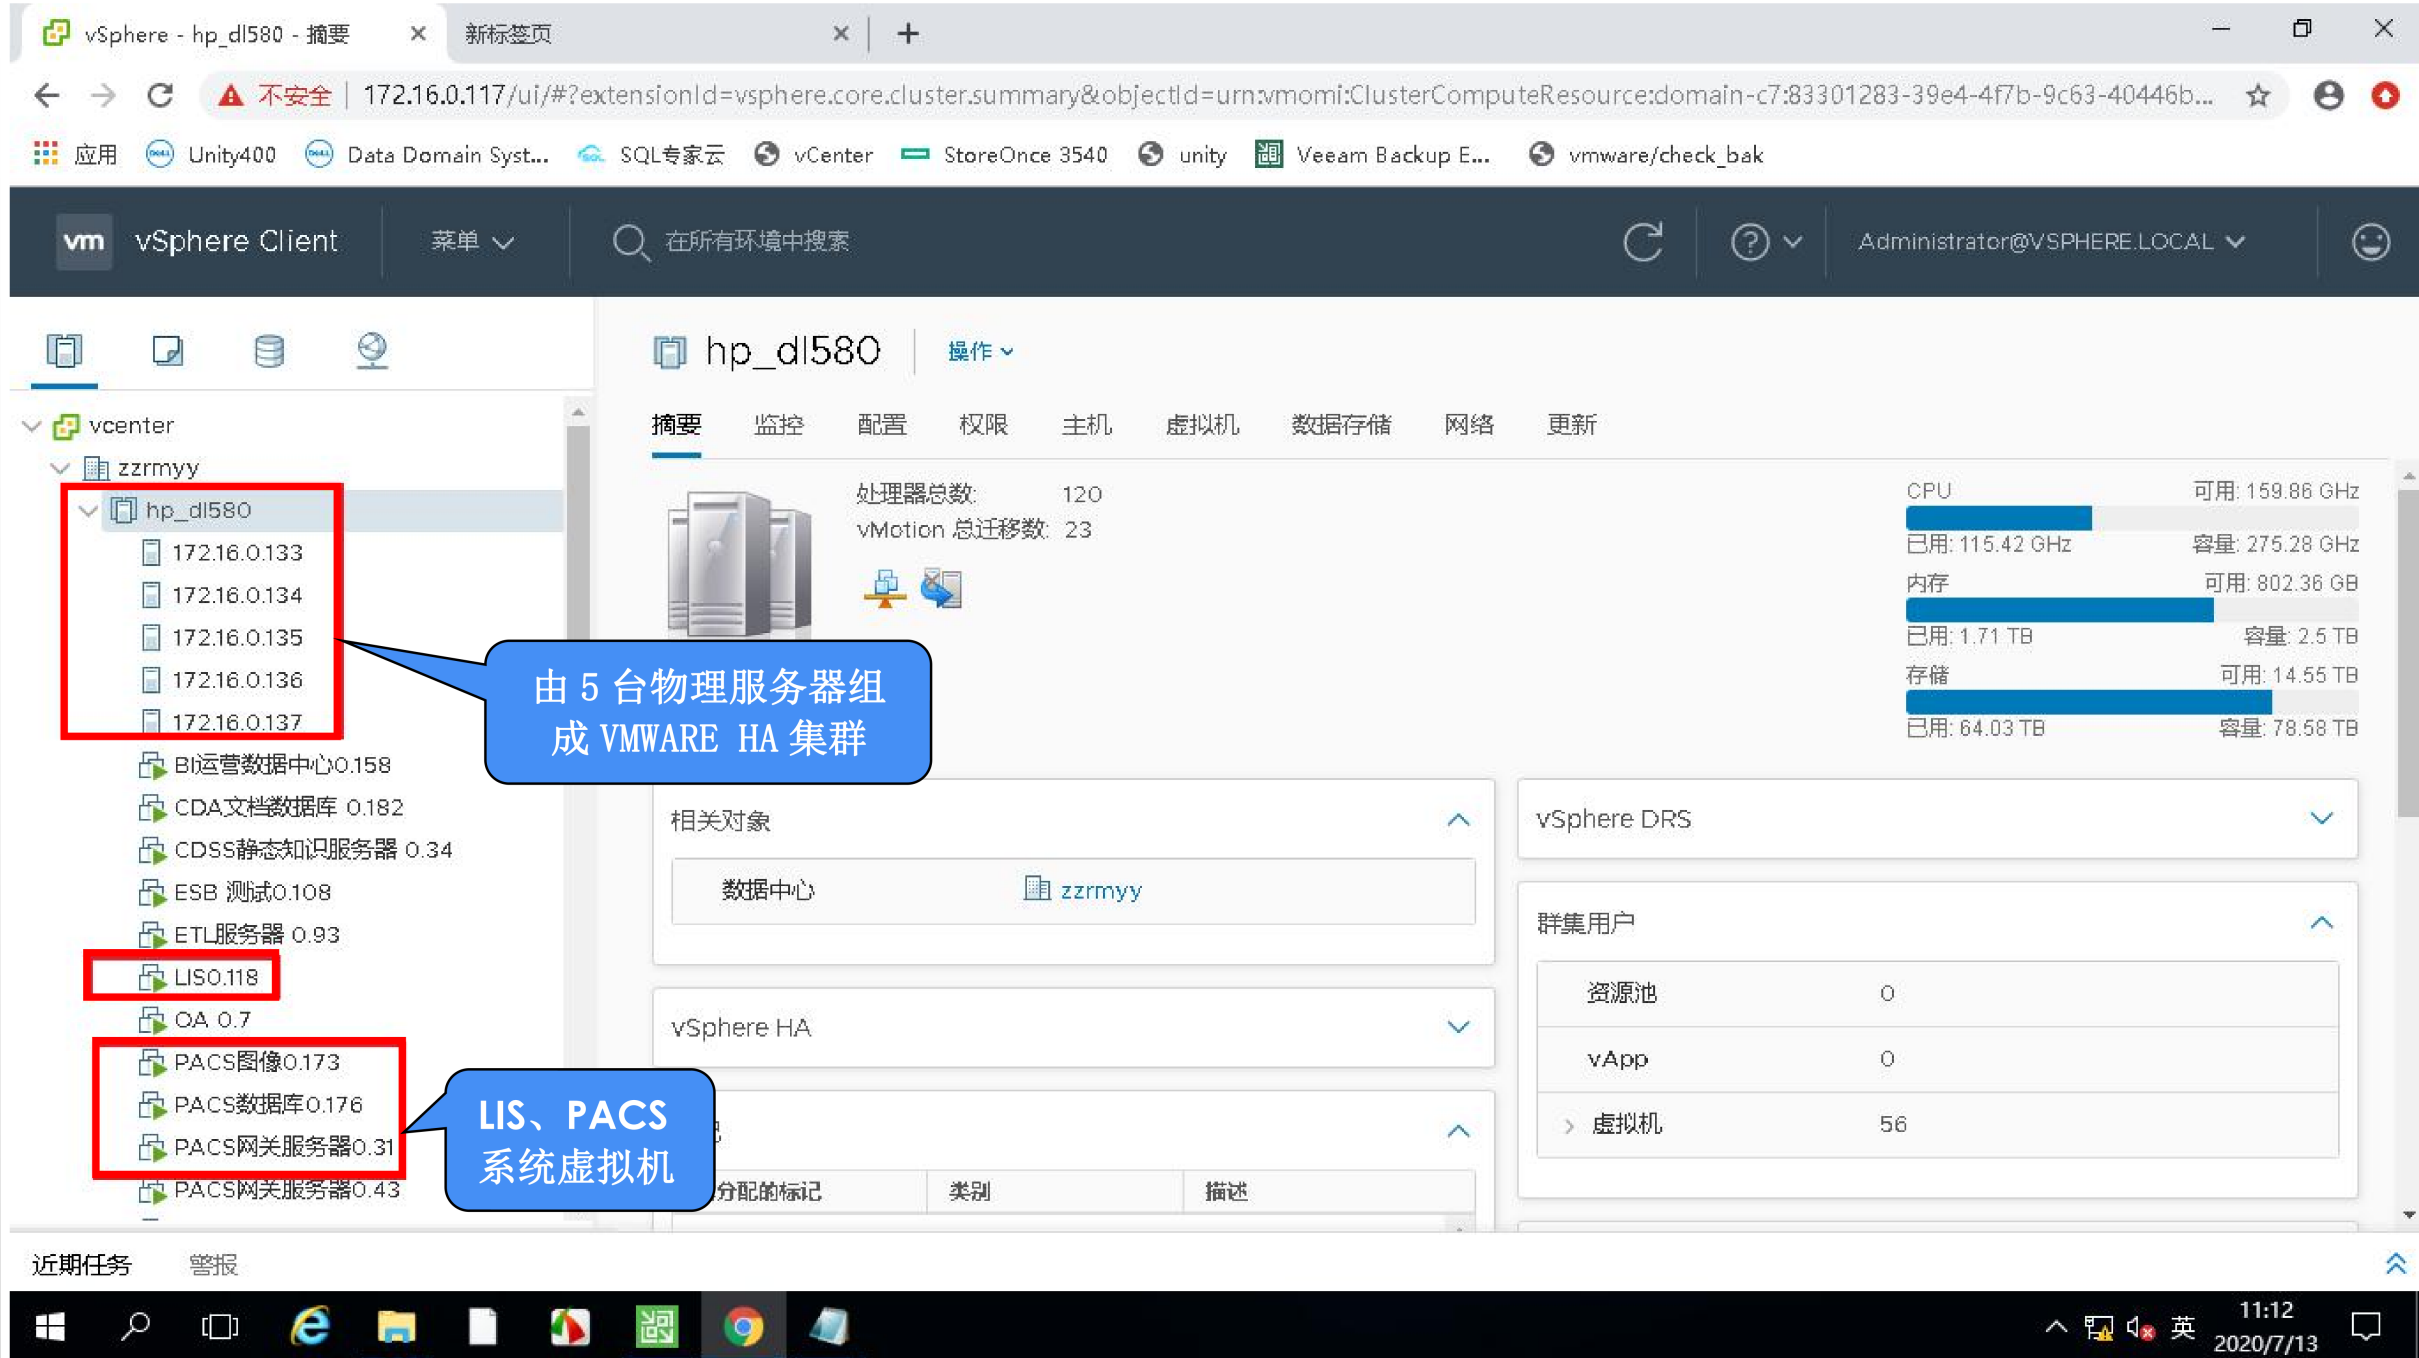 vSphere - hp_dl580 - 摘要
新标签页
不安全 | 172.16.0.117/ui/#?extensionId=vsphere.core.cluster.summary&objectId=urn:vmomi:ClusterComputeResource:domain-c7:83301283-39e4-4f7b-9c63-40446b...
应用 Unity400 Data Domain Syst... SQL专家云 vCenter StoreOnce 3540 unity Veeam Backup E... vmware/check_bak
vm vSphere Client 菜单 在所有环境中搜索 Administrator@VSPHERE.LOCAL
vcenter
zzrmyy
hp_dl580
172.16.0.133
172.16.0.134
172.16.0.135
172.16.0.136
172.16.0.137
BI运营数据中心0.158
CDA文档数据库 0.182
CDSS静态知识服务器 0.34
ESB 测试0.108
ETL服务器 0.93
LIS0.118
OA 0.7
PACS图像0.173
PACS数据库0.176
PACS网关服务器0.31
PACS网关服务器0.43
由 5 台物理服务器组
成 VMWARE HA 集群
LIS、PACS
系统虚拟机
hp_dl580 操作
摘要 监控 配置 权限 主机 虚拟机 数据存储 网络 更新
处理器总数: 120
vMotion 总迁移数: 23
CPU 可用: 159.86 GHz
已用: 115.42 GHz 容量: 275.28 GHz
内存 可用: 802.36 GB
已用: 1.71 TB 容量: 2.5 TB
存储 可用: 14.55 TB
已用: 64.03 TB 容量: 78.58 TB
相关对象
数据中心 zzrmyy
vSphere HA
分配的标记 类别 描述
vSphere DRS
群集用户
资源池 0
vApp 0
虚拟机 56
近期任务 警报
英
11:12
2020/7/13